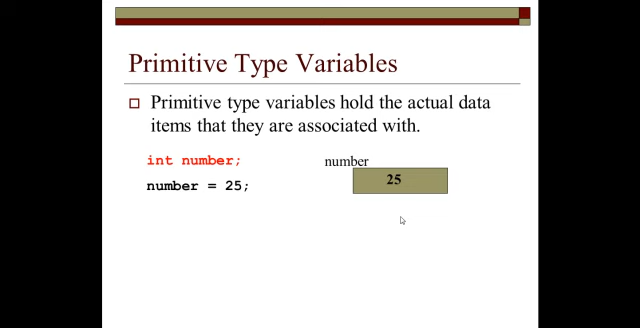 Primitive Type Variables
Primitive type variables hold the actual data
items that they are associated with.
int number;
number = 25;
number
25